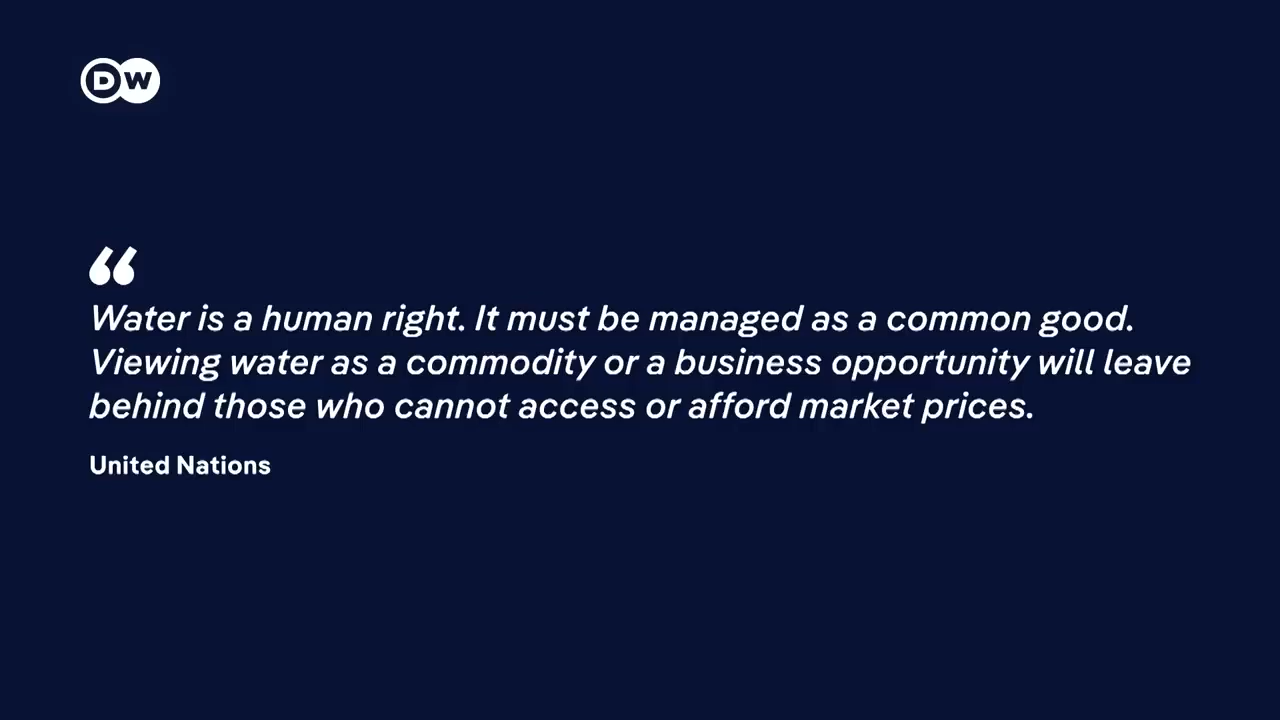 DW
“
Water is a human right. It must be managed as a common good.
Viewing water as a commodity or a business opportunity will leave
behind those who cannot access or afford market prices.
United Nations